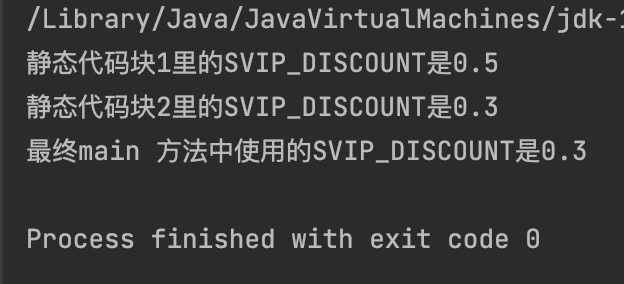 /Library/Java/JavaVirtualMachines/jdk-1
静态代码块1里的SVIP_DISCOUNT是0.5
静态代码块2里的SVIP_DISCOUNT是0.3
最终main 方法中使用的SVIP_DISCOUNT是0.3
Process finished with exit code 0